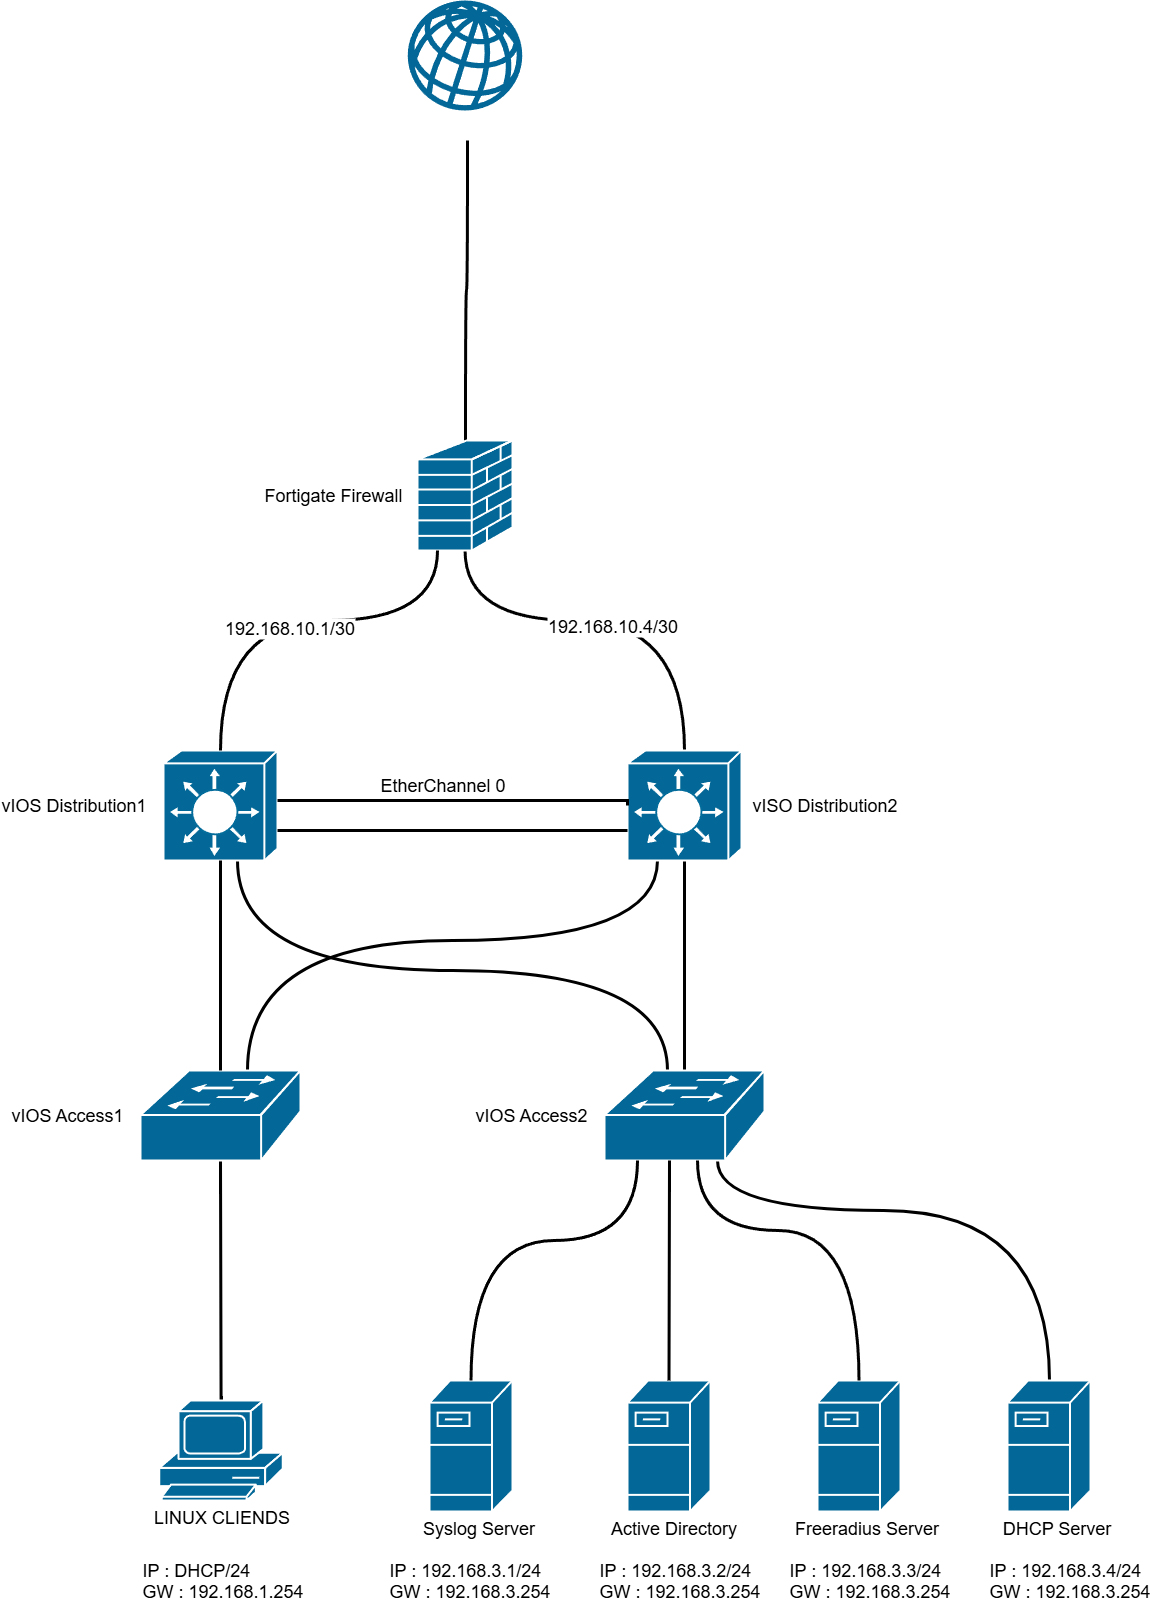 Fortigate Firewall
192.168.10.1/30
192.168.10.4/30
EtherChannel 0
vIOS Distribution1
vISO Distribution2
vIOS Access1
vIOS Access2
LINUX CLIENDS
IP : DHCP/24
GW : 192.168.1.254
Syslog Server
IP : 192.168.3.1/24
GW : 192.168.3.254
Active Directory
IP : 192.168.3.2/24
GW : 192.168.3.254
Freeradius Server
IP : 192.168.3.3/24
GW : 192.168.3.254
DHCP Server
IP : 192.168.3.4/24
GW : 192.168.3.254